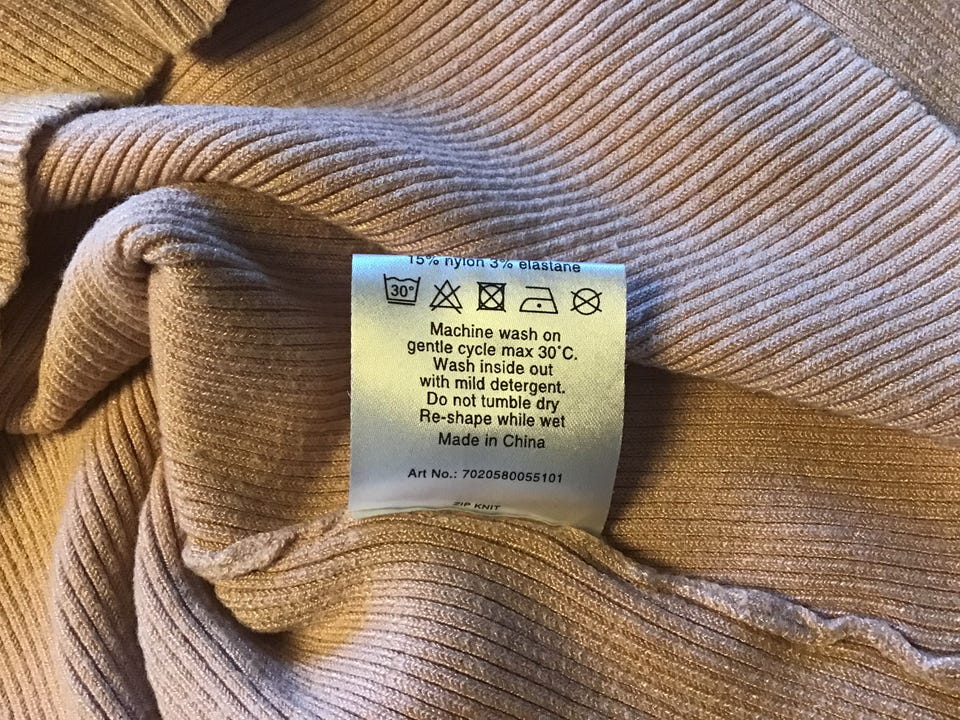 15% nylon 3% elastane
30°
Machine wash on
gentle cycle max 30°C.
Wash inside out
with mild detergent.
Do not tumble dry
Re-shape while wet
Made in China
Art No.: 7020580055101
ZIP KNIT